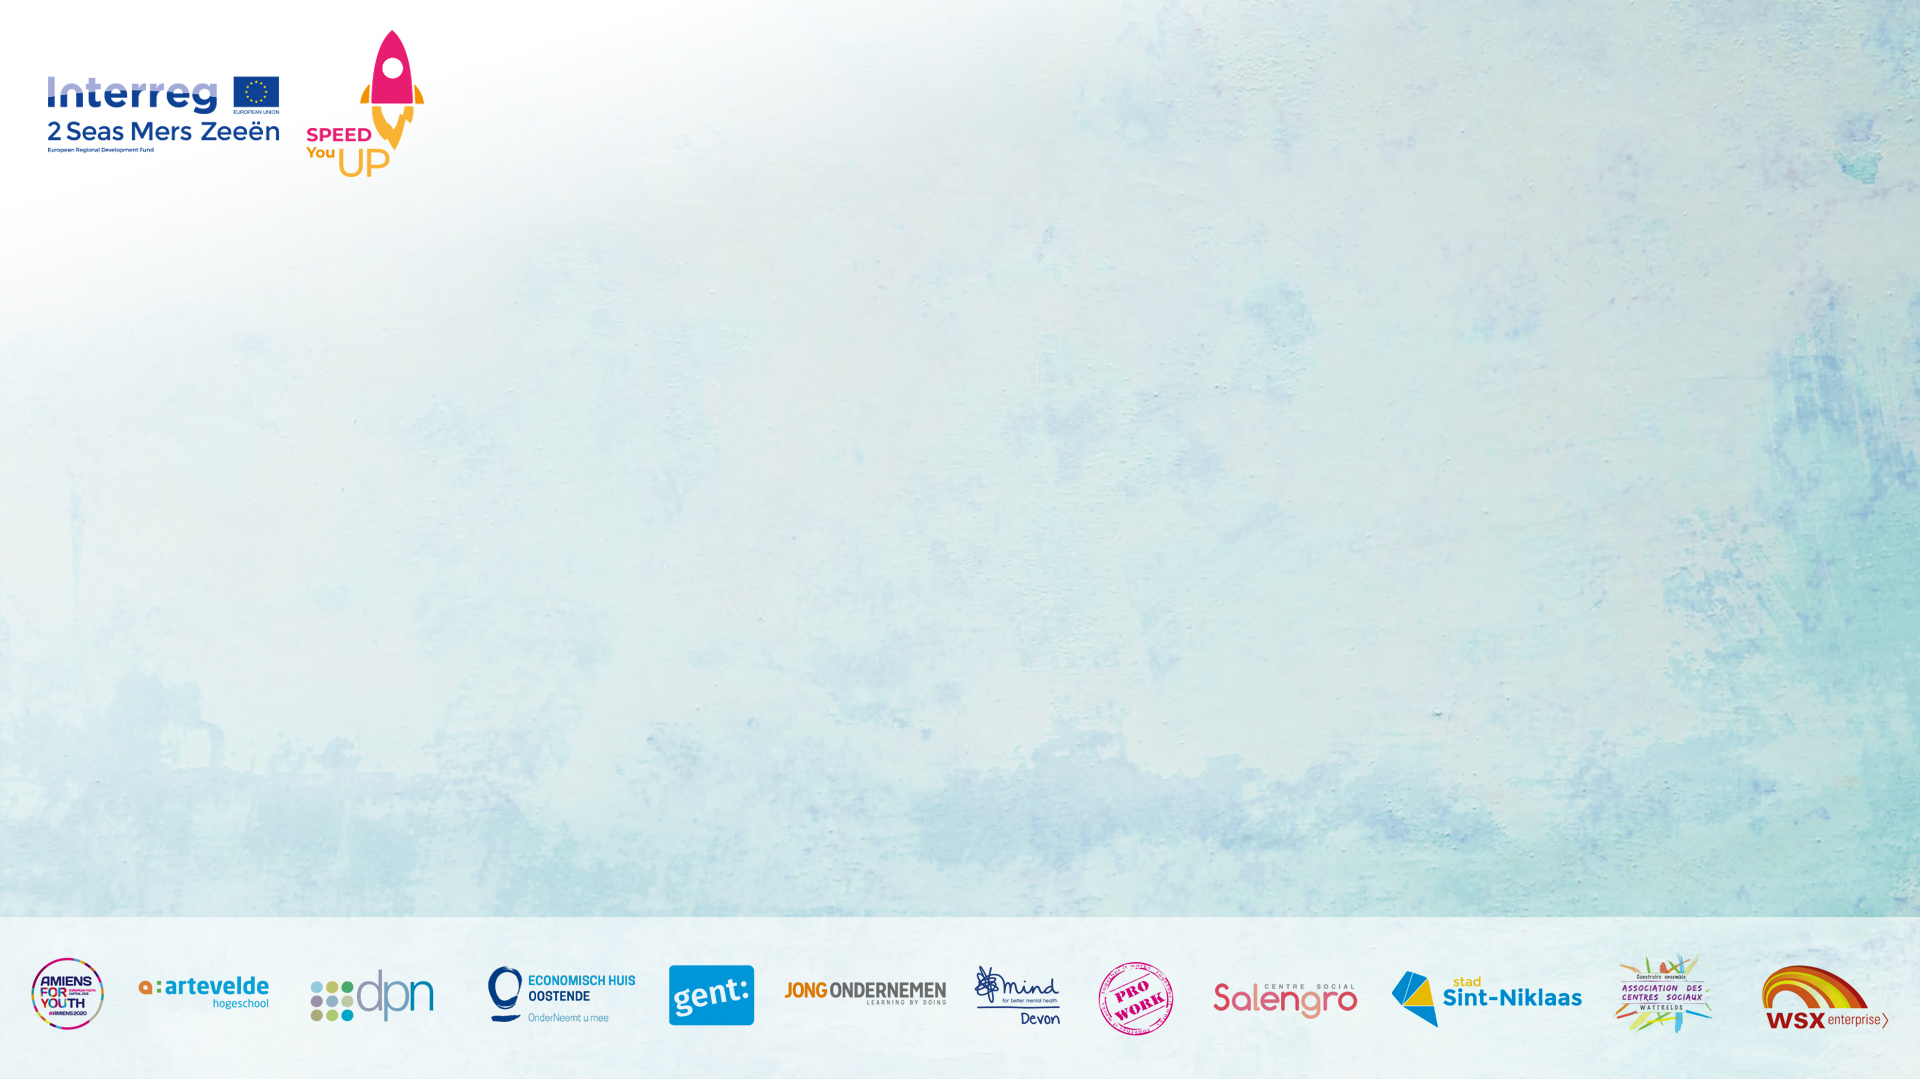 Interreg
EUROPEAN UNION
2 Seas Mers Zeeën
European Regional Development Fund
SPEED
You UP
AMIENS
FOR
YOUTH
#AMIENS2020
a:artevelde
hogeschool
dpn
ECONOMISCH HUIS
OOSTENDE
OnderNeemt u mee
gent:
JONG ONDERNEMEN
LEARNING BY DOING
mind
for better mental health
Devon
PRO
WORK
CENTRE SOCIAL
Salengro
stad
Sint-Niklaas
Construire ensemble
ASSOCIATION DES
CENTRES SOCIAUX
WATTRELOS
WSX enterprise